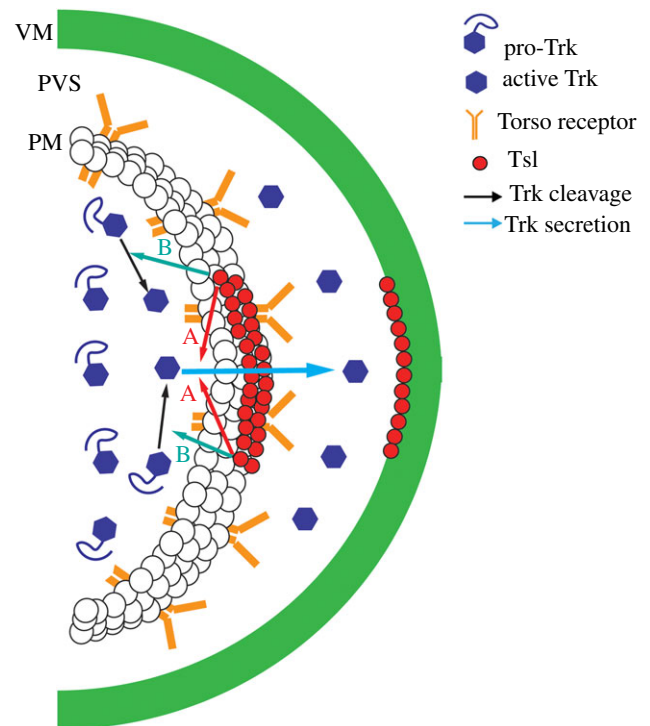 VM
PVS
PM
B
A
A
B
pro-Trk
active Trk
Torso receptor
Tsl
Trk cleavage
Trk secretion